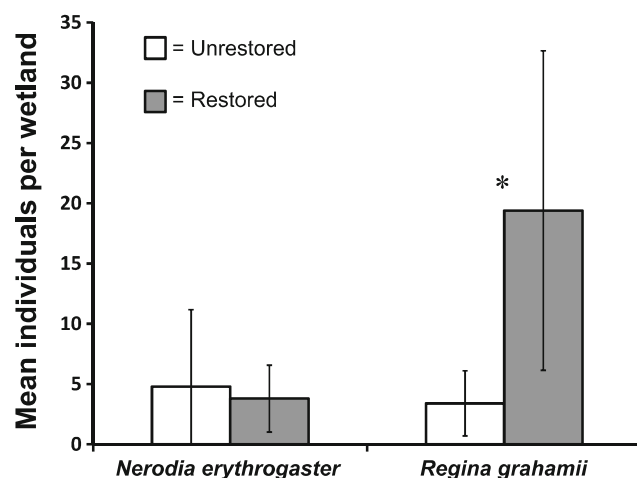 Mean individuals per wetland
35
30
25
20
15
10
5
0
= Unrestored
= Restored
*
Nerodia erythrogaster
Regina grahamii